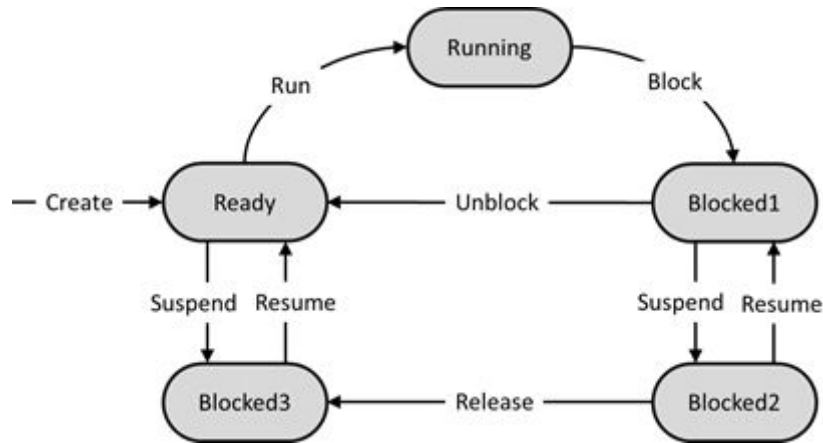 Running
Run
Block
Create
Ready
Unblock
Blocked1
Suspend
Resume
Suspend
Resume
Blocked3
Release
Blocked2